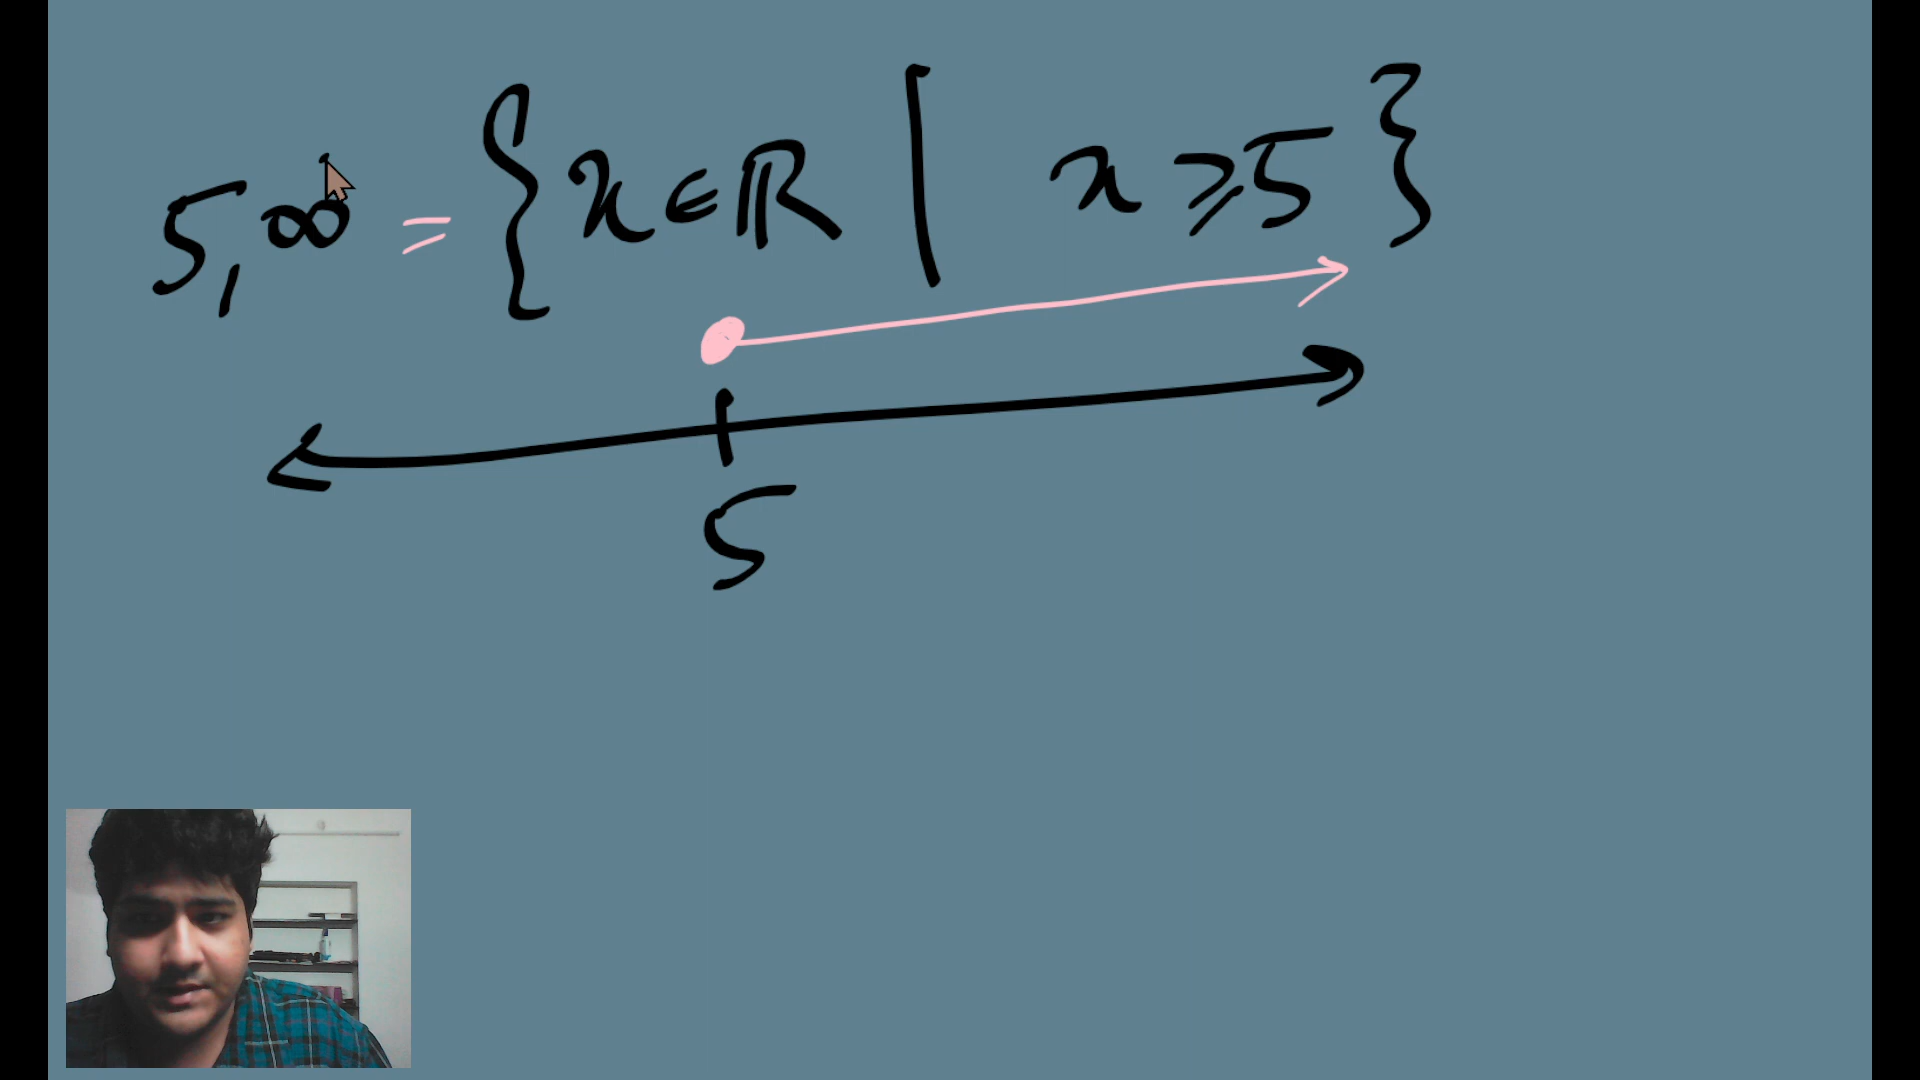 5,∞ = {x∈ℝ | x⩾5}
5